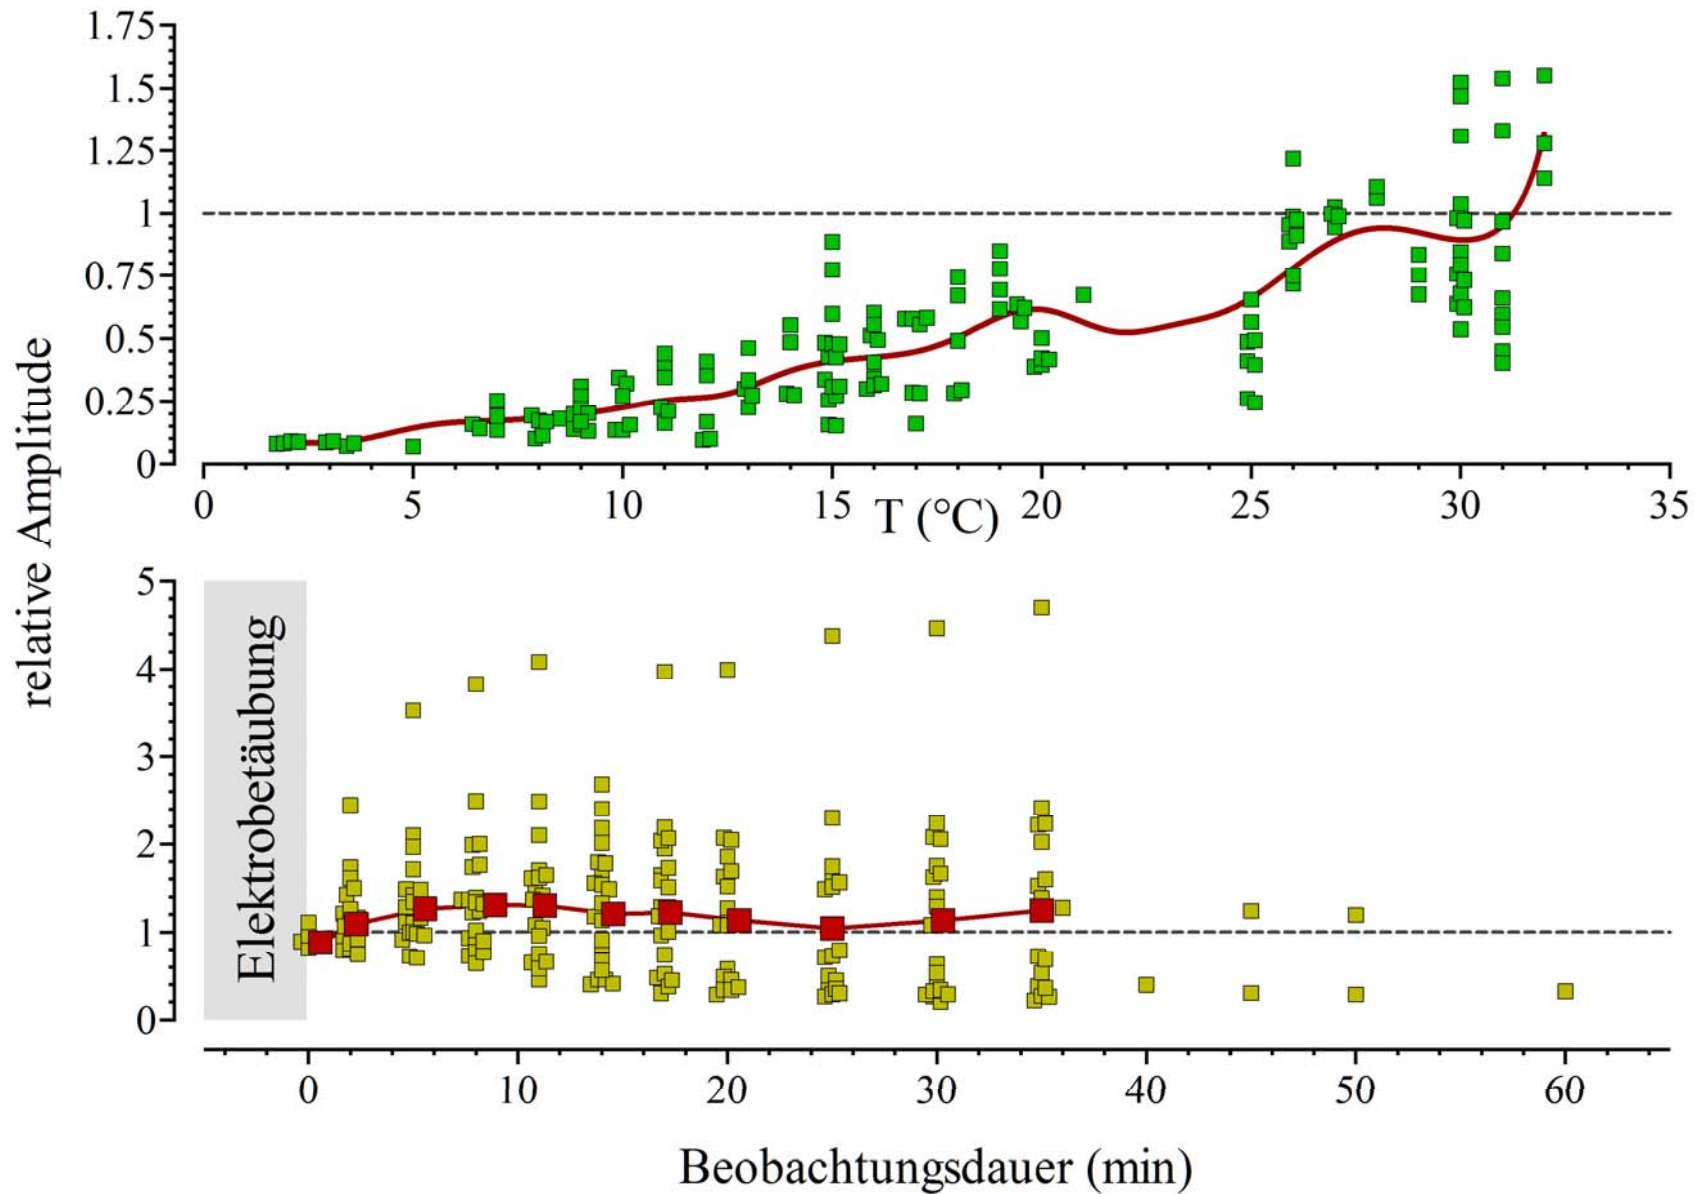 relative Amplitude
1.75
1.5
1.25
1
0.75
0.5
0.25
0
0 5 10 15 20 25 30 35
T (°C)
5
4
3
2
1
0
Elektrobetäubung
0 10 20 30 40 50 60
Beobachtungsdauer (min)